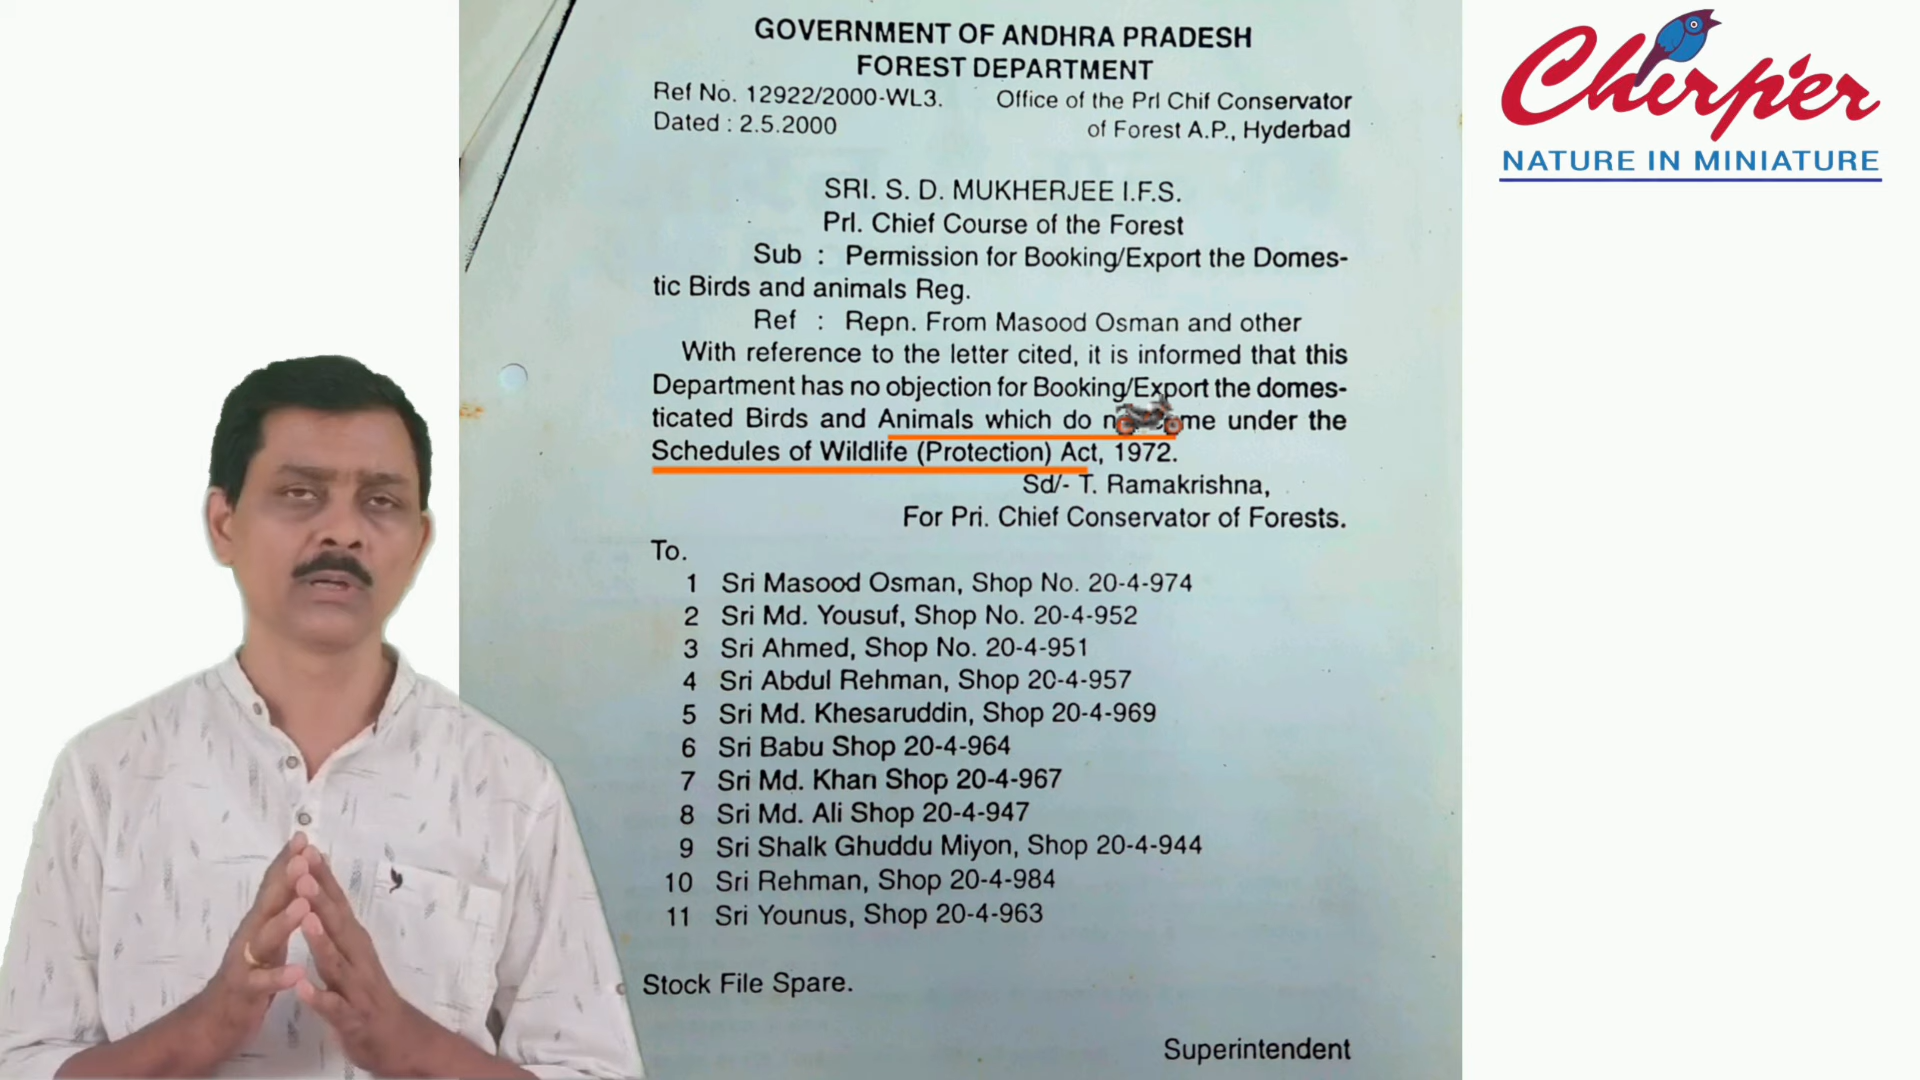 GOVERNMENT OF ANDHRA PRADESH
FOREST DEPARTMENT
Ref No. 12922/2000-WL3. Office of the Prl Chif Conservator
Dated : 2.5.2000 of Forest A.P., Hyderbad
SRI. S. D. MUKHERJEE I.F.S.
Prl. Chief Course of the Forest
Sub : Permission for Booking/Export the Domes-
tic Birds and animals Reg.
Ref : Repn. From Masood Osman and other
With reference to the letter cited, it is informed that this
Department has no objection for Booking/Export the domes-
ticated Birds and Animals which do under the
Schedules of Wildlife (Protection) Act, 1972.
Sd/- T. Ramakrishna,
For Pri. Chief Conservator of Forests.
To.
1 Sri Masood Osman, Shop No. 20-4-974
2 Sri Md. Yousuf, Shop No. 20-4-952
3 Sri Ahmed, Shop No. 20-4-951
4 Sri Abdul Rehman, Shop 20-4-957
5 Sri Md. Khesaruddin, Shop 20-4-969
6 Sri Babu Shop 20-4-964
7 Sri Md. Khan Shop 20-4-967
8 Sri Md. Ali Shop 20-4-947
9 Sri Shalk Ghuddu Miyon, Shop 20-4-944
10 Sri Rehman, Shop 20-4-984
11 Sri Younus, Shop 20-4-963
Stock File Spare.
Superintendent
Chirp'er
NATURE IN MINIATURE